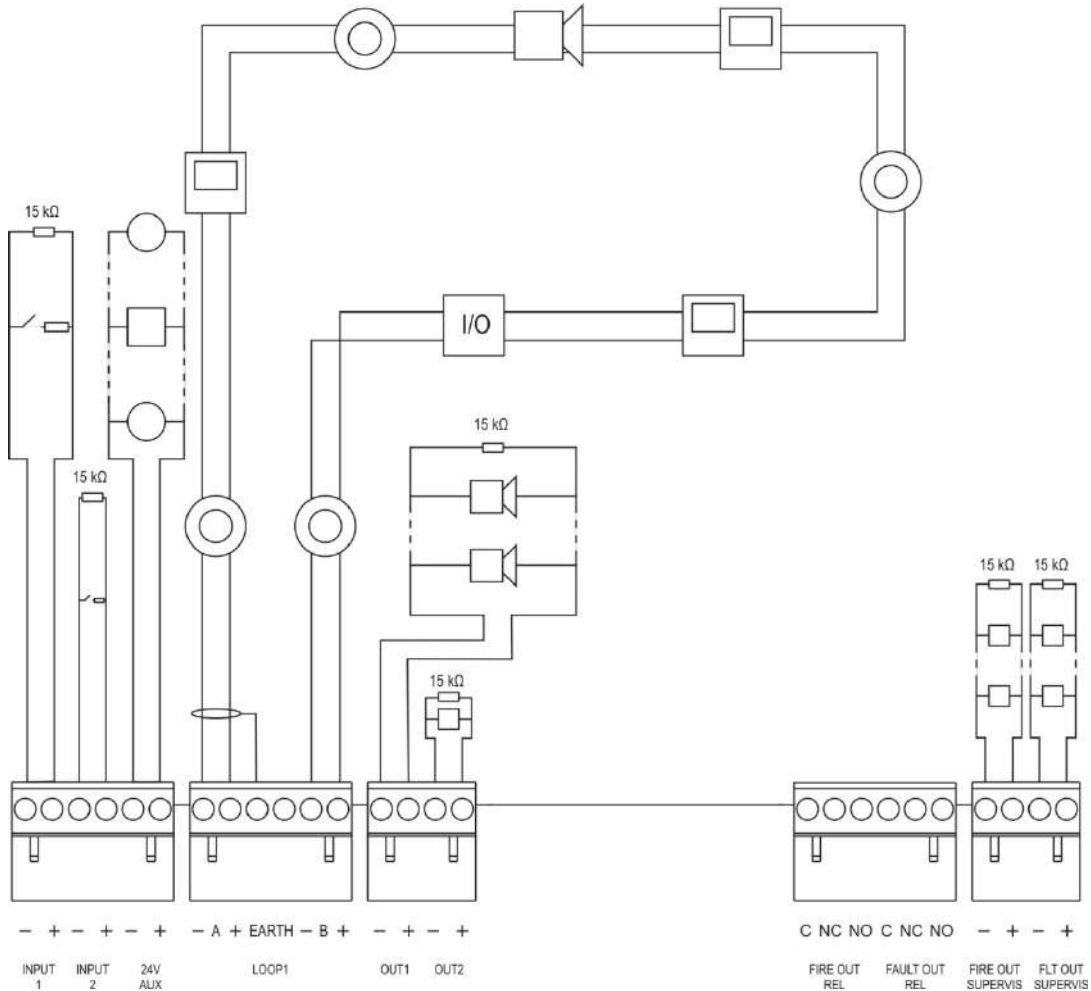 15 kΩ
I/O
15 kΩ
15 kΩ
15 kΩ
15 kΩ
15 kΩ
− + − + − + − A + EARTH − B + − + − + C NC NO C NC NO − + − +
INPUT 1
INPUT 2
24V AUX
LOOP1
OUT1
OUT2
FIRE OUT REL
FAULT OUT REL
FIRE OUT SUPERVIS
FLT OUT SUPERVIS